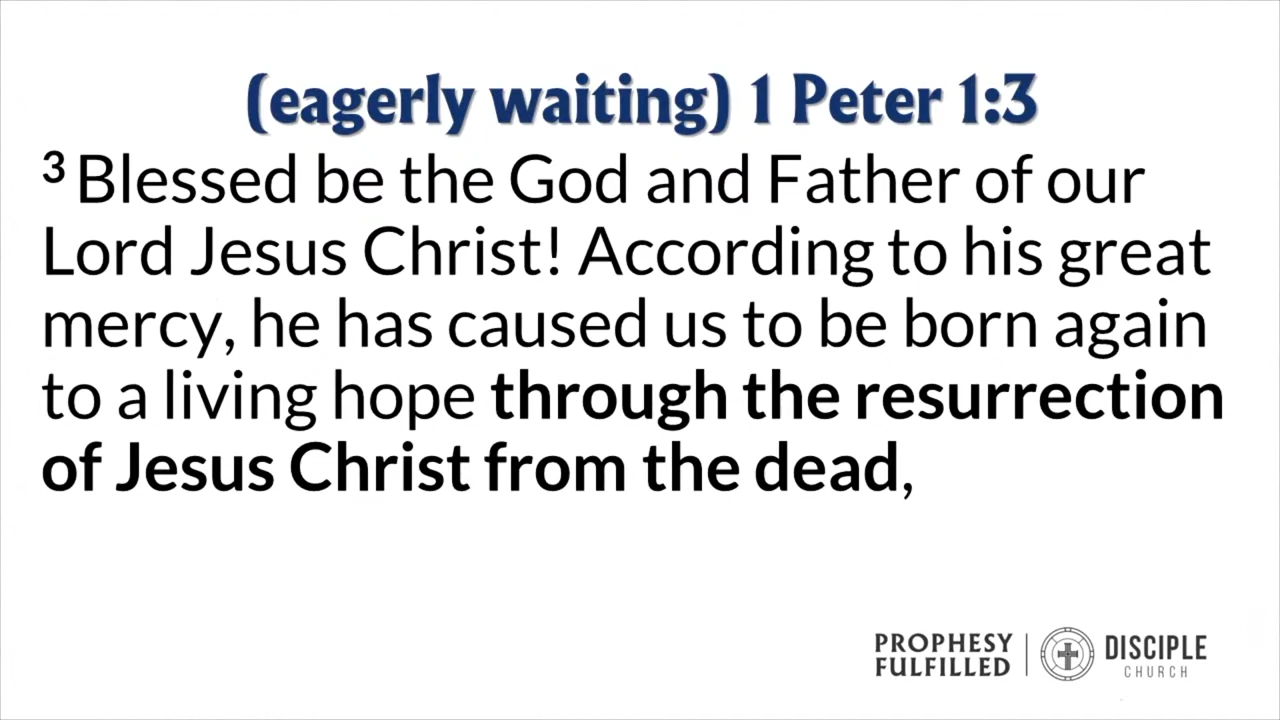 (eagerly waiting) 1 Peter 1:3
3 Blessed be the God and Father of our
Lord Jesus Christ! According to his great
mercy, he has caused us to be born again
to a living hope through the resurrection
of Jesus Christ from the dead,
PROPHESY
FULFILLED
DISCIPLE
CHURCH